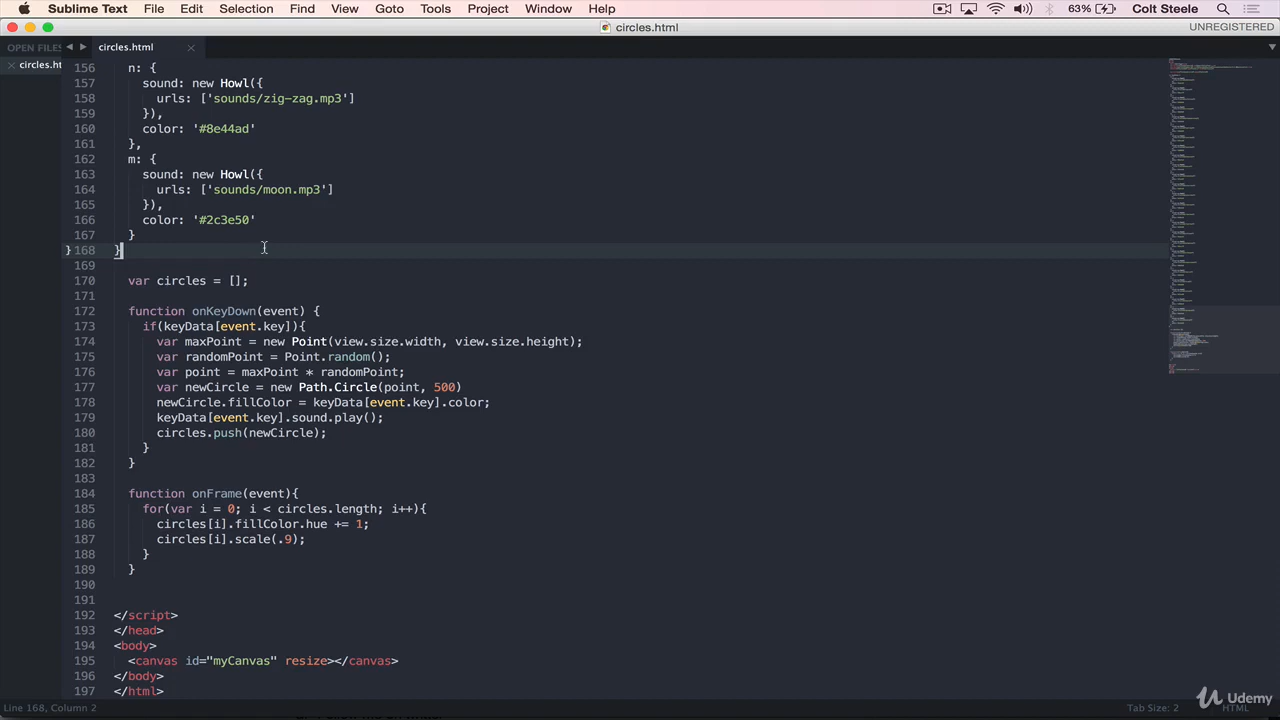 Sublime Text File Edit Selection Find View Goto Tools Project Window Help 63% Colt Steele
circles.html UNREGISTERED
OPEN FILES circles.html ×
× circles.ht
156 n: {
157 sound: new Howl({
158 urls: ['sounds/zig-zag.mp3']
159 }),
160 color: '#8e44ad'
161 },
162 m: {
163 sound: new Howl({
164 urls: ['sounds/moon.mp3']
165 }),
166 color: '#2c3e50'
167 }
} 168 }
169
170 var circles = [];
171
172 function onKeyDown(event) {
173 if(keyData[event.key]){
174 var maxPoint = new Point(view.size.width, view.size.height);
175 var randomPoint = Point.random();
176 var point = maxPoint * randomPoint;
177 var newCircle = new Path.Circle(point, 500)
178 newCircle.fillColor = keyData[event.key].color;
179 keyData[event.key].sound.play();
180 circles.push(newCircle);
181 }
182 }
183
184 function onFrame(event){
185 for(var i = 0; i < circles.length; i++){
186 circles[i].fillColor.hue += 1;
187 circles[i].scale(.9);
188 }
189 }
190
191
192 </script>
193 </head>
194 <body>
195 <canvas id="myCanvas" resize></canvas>
196 </body>
197 </html>
Line 168, Column 2 Tab Size: 2 HTML
Udemy